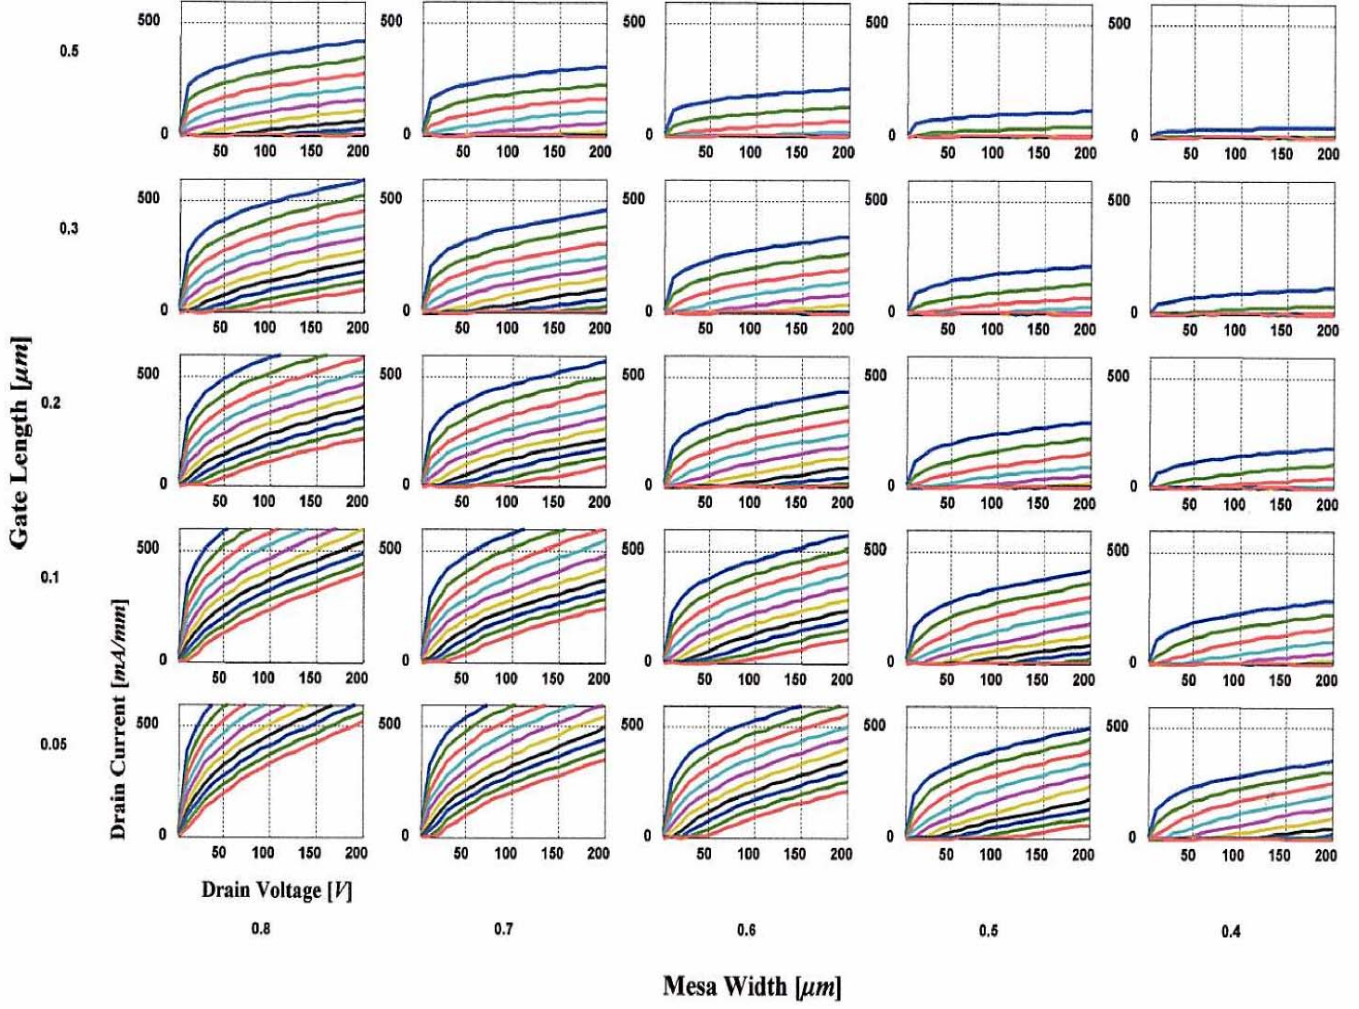 500 500 500 500 500
0.5
0 0 0 0 0
50 100 150 200 50 100 150 200 50 100 150 200 50 100 150 200 50 100 150 200
500 500 500 500 500
0.3
0 0 0 0 0
50 100 150 200 50 100 150 200 50 100 150 200 50 100 150 200 50 100 150 200
Gate Length [μm]
500 500 500 500 500
0.2
0 0 0 0 0
50 100 150 200 50 100 150 200 50 100 150 200 50 100 150 200 50 100 150 200
500 500 500 500 500
0.1
0 0 0 0 0
50 100 150 200 50 100 150 200 50 100 150 200 50 100 150 200 50 100 150 200
Drain Current [mA/mm]
500 500 500 500 500
0.05
0 0 0 0 0
50 100 150 200 50 100 150 200 50 100 150 200 50 100 150 200 50 100 150 200
Drain Voltage [V]
0.8 0.7 0.6 0.5 0.4
Mesa Width [μm]